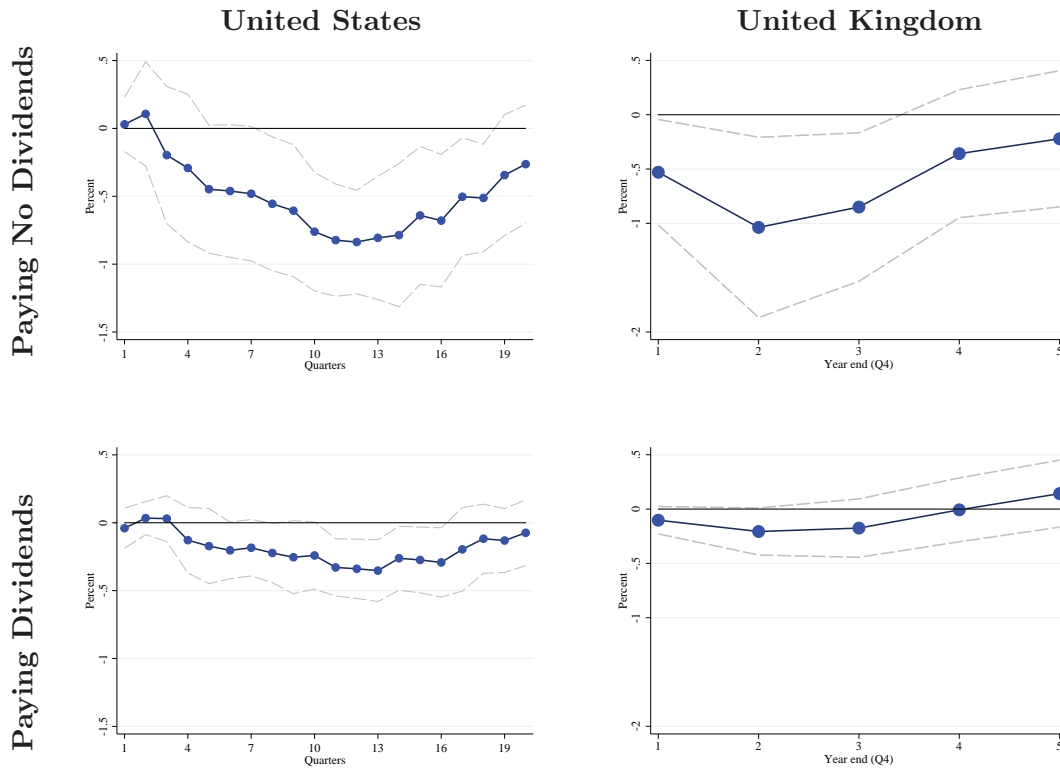 United States
United Kingdom
Paying No Dividends
Percent
.5
0
-.5
-1
-1.5
1 4 7 10 13 16 19
Quarters
Percent
.5
0
-.5
-1
-2
1 2 3 4 5
Year end (Q4)
Paying Dividends
Percent
.5
0
-.5
-1
-1.5
1 4 7 10 13 16 19
Quarters
Percent
.5
0
-.5
-1
-2
1 2 3 4 5
Year end (Q4)